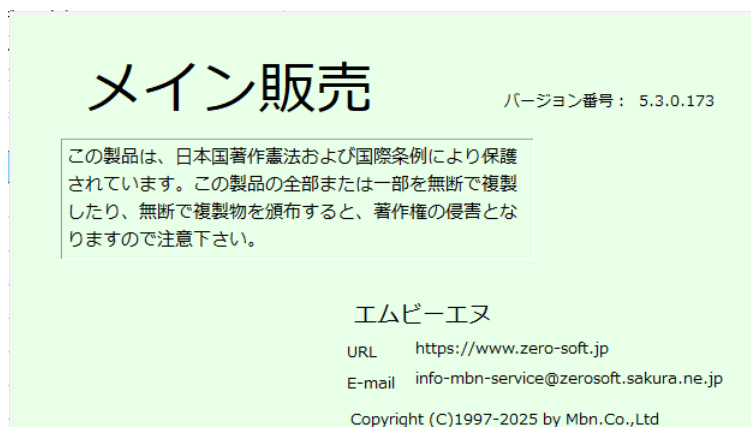 メイン販売
バージョン番号： 5.3.0.173
この製品は、日本国著作憲法および国際条例により保護
されています。この製品の全部または一部を無断で複製
したり、無断で複製物を頒布すると、著作権の侵害とな
りますので注意下さい。
エムビーエヌ
URL https://www.zero-soft.jp
E-mail info-mbn-service@zerosoft.sakura.ne.jp
Copyright (C)1997-2025 by Mbn.Co.,Ltd